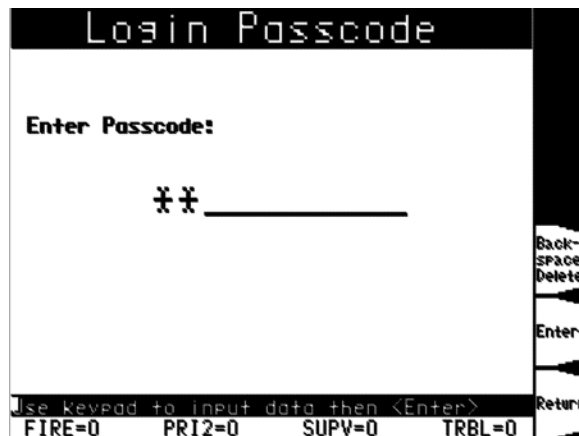 Login Passcode
Enter Passcode:
**
Back-
space
Delete
Enter
Return
Use keypad to input data then <Enter>
FIRE=0 PRI2=0 SUPV=0 TRBL=0